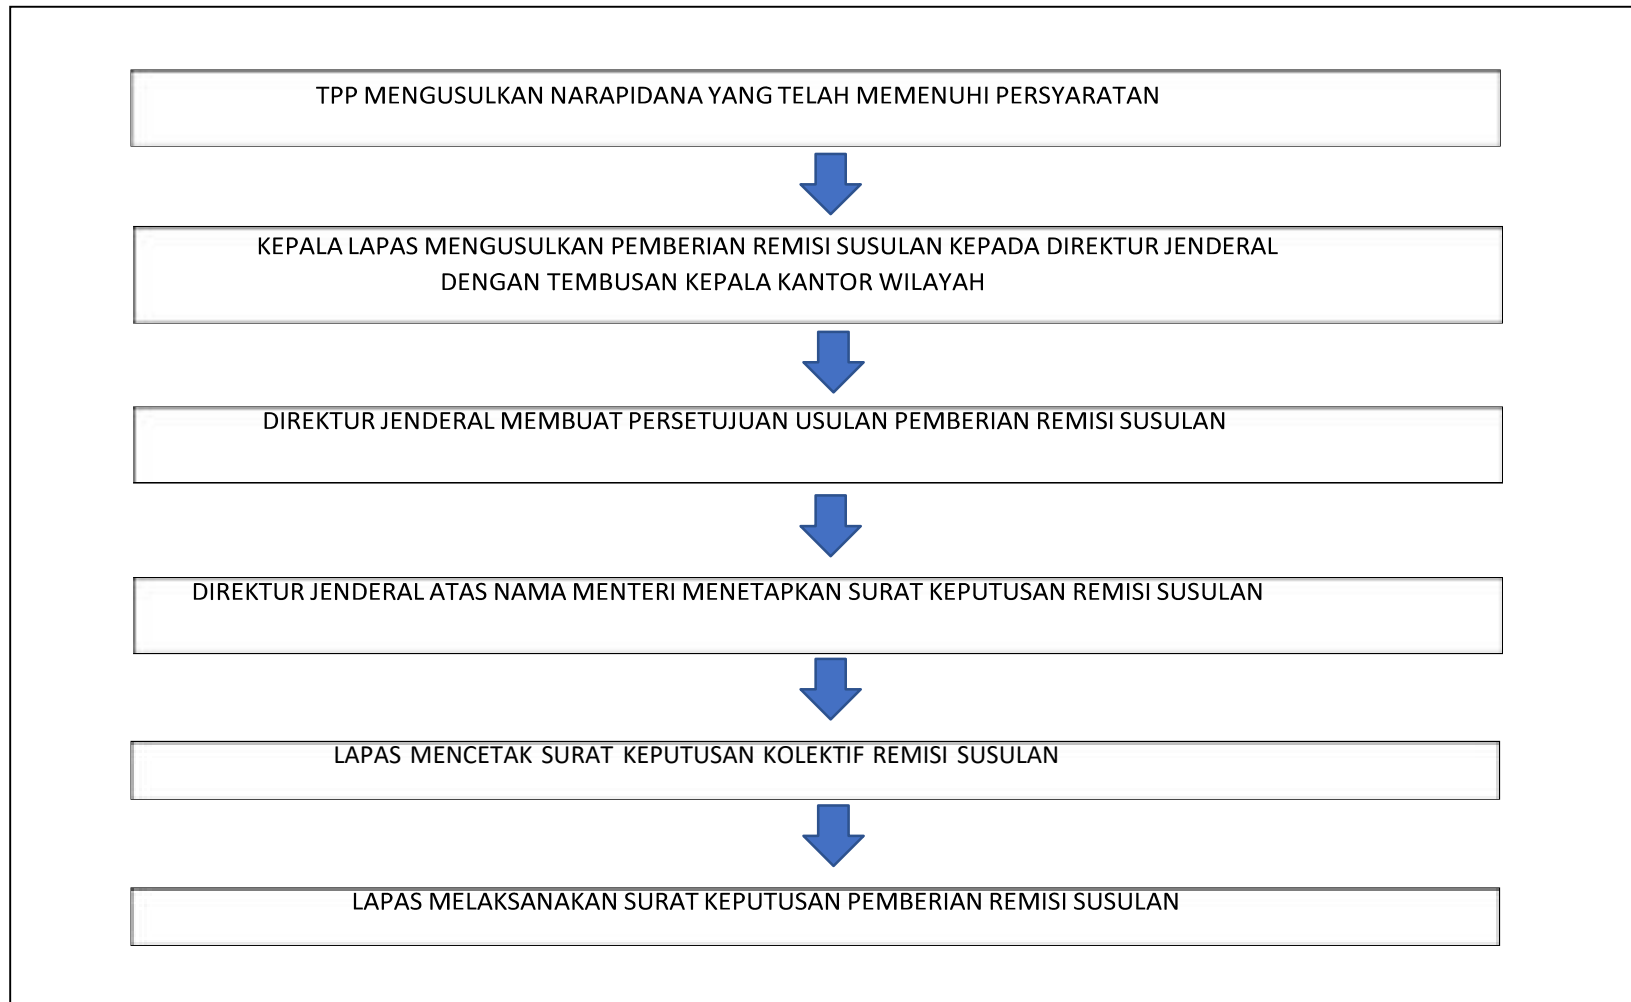 TPP MENGUSULKAN NARAPIDANA YANG TELAH MEMENUHI PERSYARATAN
KEPALA LAPAS MENGUSULKAN PEMBERIAN REMISI SUSULAN KEPADA DIREKTUR JENDERAL
DENGAN TEMBUSAN KEPALA KANTOR WILAYAH
DIREKTUR JENDERAL MEMBUAT PERSETUJUAN USULAN PEMBERIAN REMISI SUSULAN
DIREKTUR JENDERAL ATAS NAMA MENTERI MENETAPKAN SURAT KEPUTUSAN REMISI SUSULAN
LAPAS MENCETAK SURAT KEPUTUSAN KOLEKTIF REMISI SUSULAN
LAPAS MELAKSANAKAN SURAT KEPUTUSAN PEMBERIAN REMISI SUSULAN